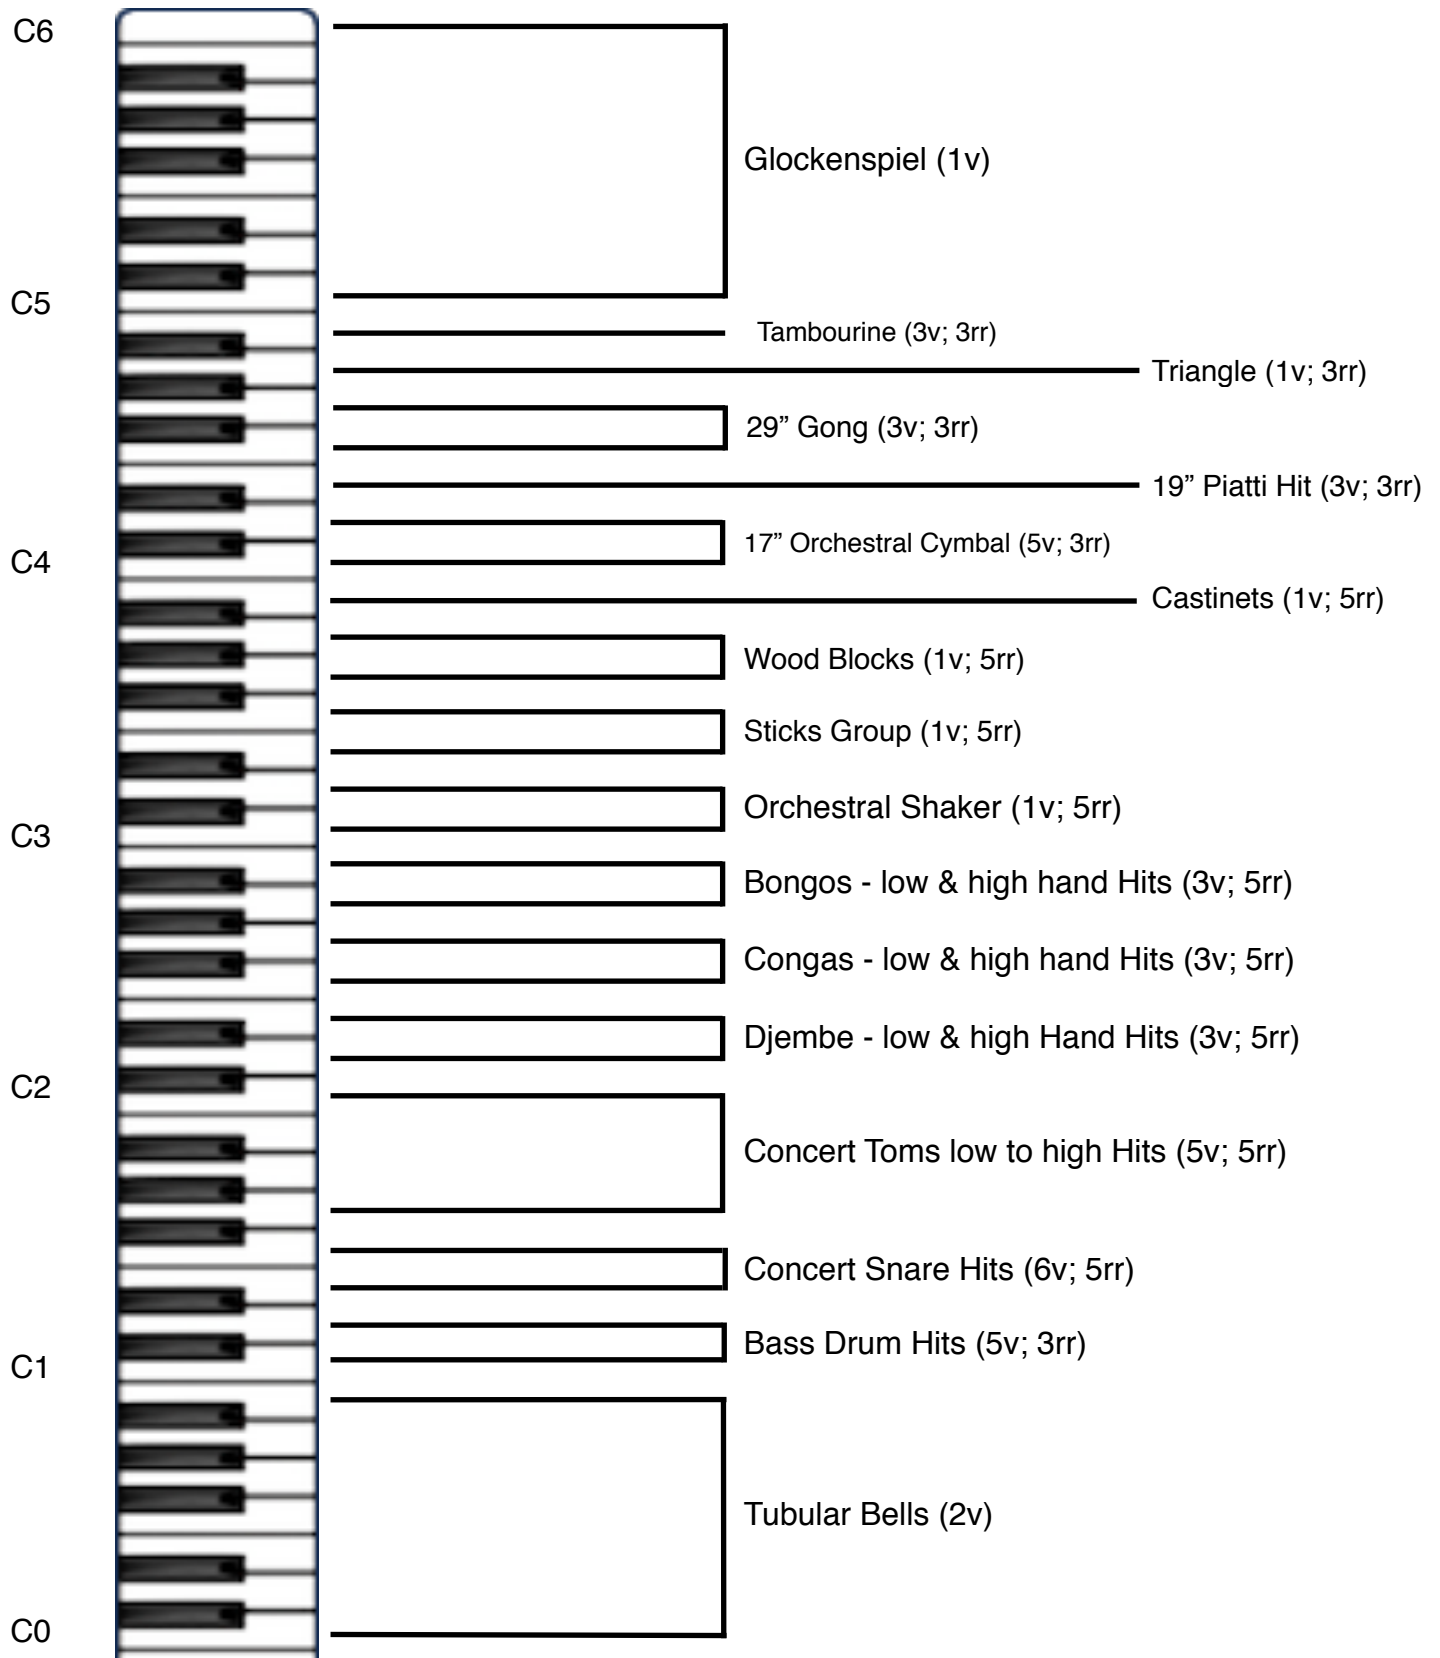 C6
Glockenspiel (1v)
C5
Tambourine (3v; 3rr)
Triangle (1v; 3rr)
29” Gong (3v; 3rr)
19” Piatti Hit (3v; 3rr)
17” Orchestral Cymbal (5v; 3rr)
C4
Castinets (1v; 5rr)
Wood Blocks (1v; 5rr)
Sticks Group (1v; 5rr)
Orchestral Shaker (1v; 5rr)
C3
Bongos - low & high hand Hits (3v; 5rr)
Congas - low & high hand Hits (3v; 5rr)
Djembe - low & high Hand Hits (3v; 5rr)
C2
Concert Toms low to high Hits (5v; 5rr)
Concert Snare Hits (6v; 5rr)
Bass Drum Hits (5v; 3rr)
C1
Tubular Bells (2v)
C0